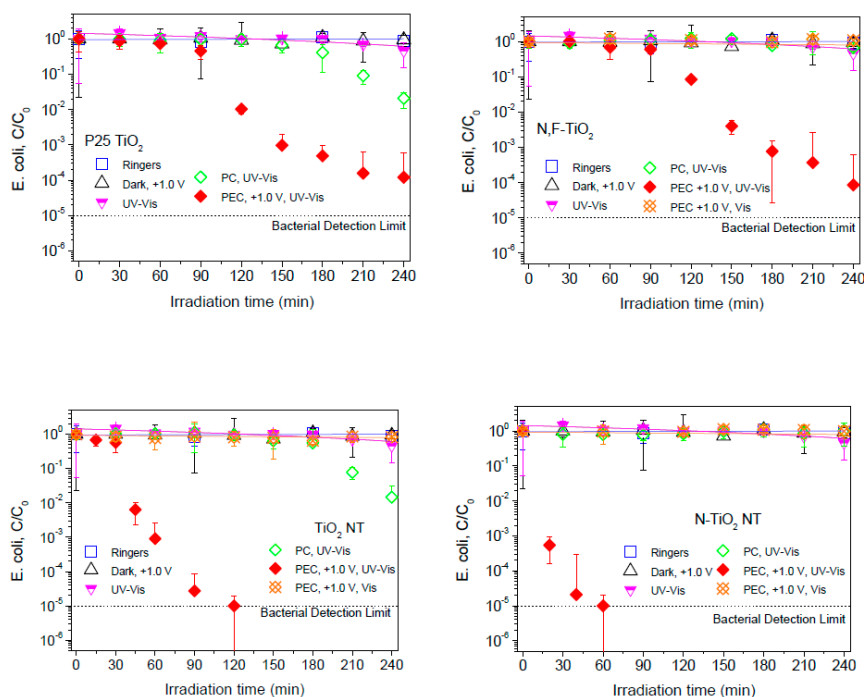 E. coli, C/C0
10^0
10^-1
10^-2
10^-3
10^-4
10^-5
10^-6
P25 TiO2
Ringers
Dark, +1.0 V
UV-Vis
PC, UV-Vis
PEC, +1.0 V, UV-Vis
Bacterial Detection Limit
0 30 60 90 120 150 180 210 240
Irradiation time (min)
E. coli, C/C0
10^0
10^-1
10^-2
10^-3
10^-4
10^-5
10^-6
N,F-TiO2
Ringers
Dark, +1.0 V
UV-Vis
PC, UV-Vis
PEC +1.0 V, UV-Vis
PEC +1.0 V, Vis
Bacterial Detection Limit
0 30 60 90 120 150 180 210 240
Irradiation time (min)
E. coli, C/C0
10^0
10^-1
10^-2
10^-3
10^-4
10^-5
10^-6
TiO2 NT
Ringers
Dark, +1.0 V
UV-Vis
PC, UV-Vis
PEC, +1.0 V, UV-Vis
PEC, +1.0 V, Vis
Bacterial Detection Limit
0 30 60 90 120 150 180 210 240
Irradiation time (min)
E. coli, C/C0
10^0
10^-1
10^-2
10^-3
10^-4
10^-5
10^-6
N-TiO2 NT
Ringers
Dark, +1.0 V
UV-Vis
PC, UV-Vis
PEC, +1.0 V, UV-Vis
PEC, +1.0 V, Vis
Bacterial Detection Limit
0 30 60 90 120 150 180 210 240
Irradiation time (min)